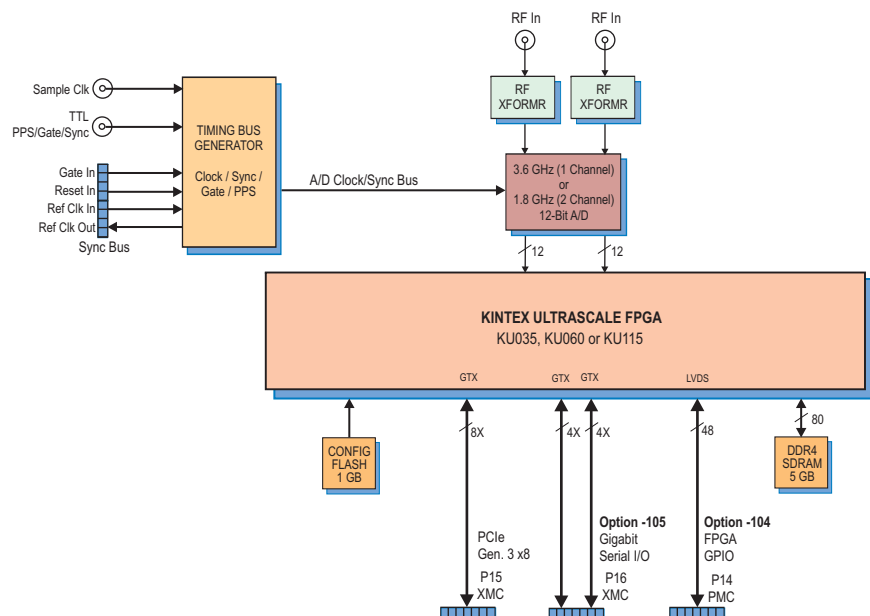 RF In
RF In
Sample Clk
TTL
PPS/Gate/Sync
Gate In
Reset In
Ref Clk In
Ref Clk Out
Sync Bus
TIMING BUS
GENERATOR
Clock / Sync /
Gate / PPS
A/D Clock/Sync Bus
RF
XFORMR
RF
XFORMR
3.6 GHz (1 Channel)
or
1.8 GHz (2 Channel)
12-Bit A/D
12
12
KINTEX ULTRASCALE FPGA
KU035, KU060 or KU115
GTX
GTX
GTX
LVDS
8X
4X
4X
48
80
CONFIG
FLASH
1 GB
DDR4
SDRAM
5 GB
PCIe
Gen. 3 x8
P15
XMC
Option -105
Gigabit
Serial I/O
P16
XMC
Option -104
FPGA
GPIO
P14
PMC